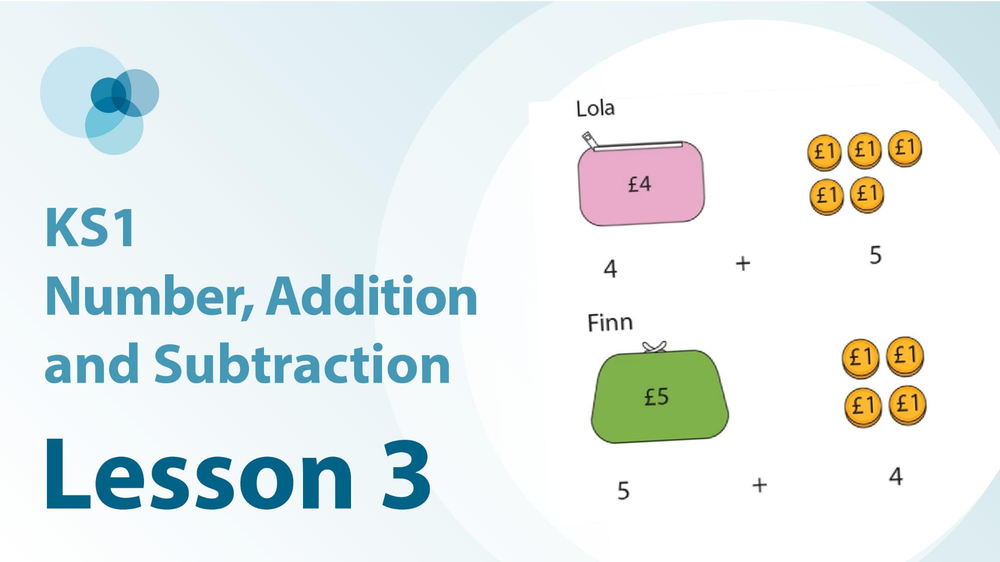 KS1
Number, Addition
and Subtraction
Lesson 3
Lola
£4
£1 £1 £1
£1 £1
4 + 5
Finn
£5
£1 £1
£1 £1
5 + 4